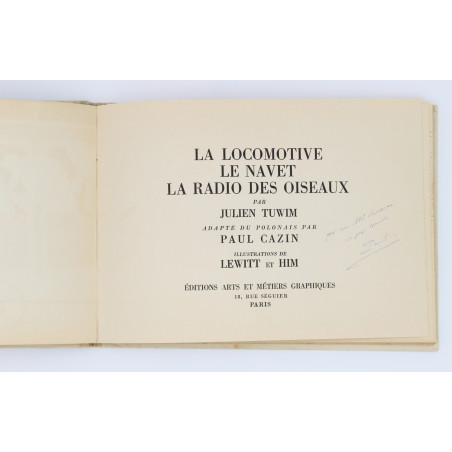 LA LOCOMOTIVE
LE NAVET
LA RADIO DES OISEAUX
PAR
JULIEN TUWIM
ADAPTÉ DU POLONAIS PAR
PAUL CAZIN
ILLUSTRATIONS DE
LEWITT ET HIM
ÉDITIONS ARTS ET MÉTIERS GRAPHIQUES
18, RUE SÉGUIER
PARIS